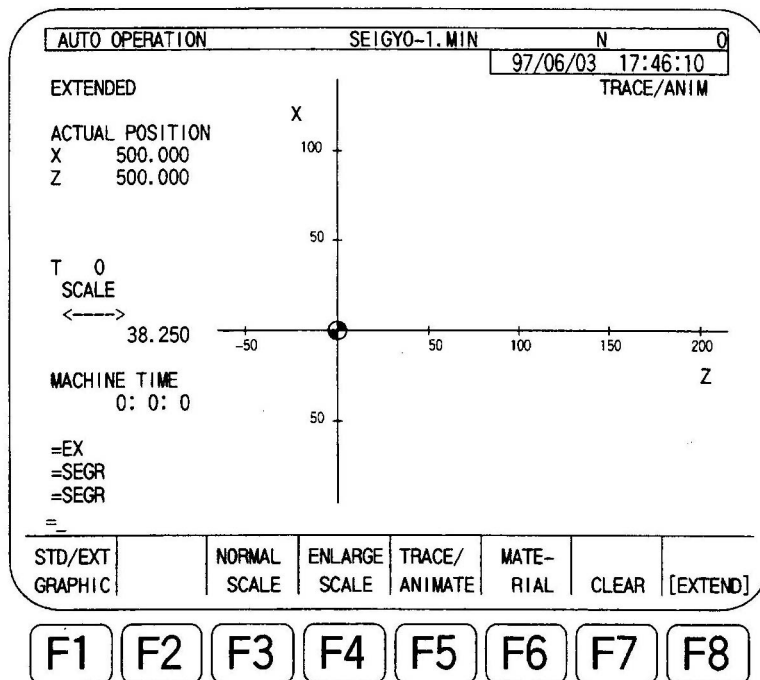 AUTO OPERATION SEIGYO-1.MIN N 0
97/06/03 17:46:10
EXTENDED TRACE/ANIM
X
ACTUAL POSITION
X 500.000
Z 500.000
100
50
T 0
SCALE
<---->
38.250
-50 50 100 150 200
Z
MACHINE TIME
0: 0: 0
50
=EX
=SEGR
=SEGR
=_
STD/EXT NORMAL ENLARGE TRACE/ MATE-
GRAPHIC SCALE SCALE ANIMATE RIAL CLEAR [EXTEND]
F1 F2 F3 F4 F5 F6 F7 F8